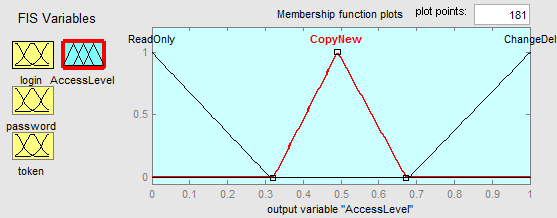 FIS Variables
Membership function plots
plot points:
181
ReadOnly
CopyNew
ChangeDel
login
AccessLevel
password
token
1
0.5
0
0
0.1
0.2
0.3
0.4
0.5
0.6
0.7
0.8
0.9
1
output variable "AccessLevel"